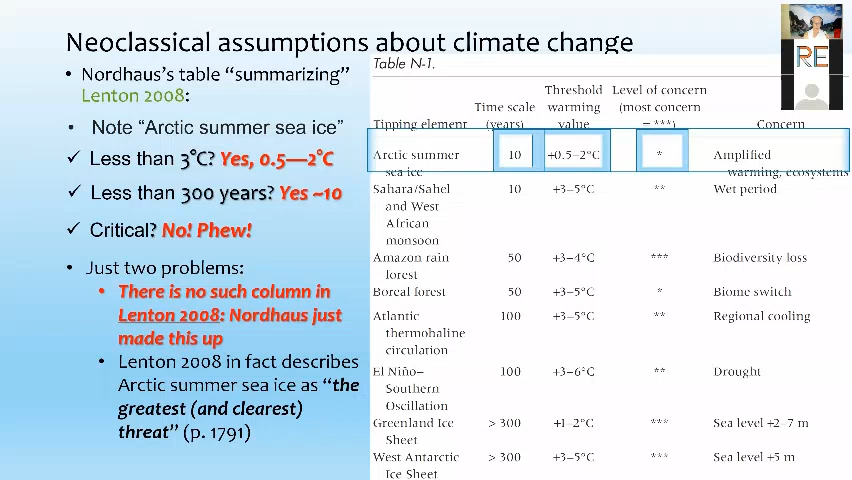 Neoclassical assumptions about climate change
• Nordhaus's table "summarizing"
Lenton 2008:
• Note "Arctic summer sea ice"
✓ Less than 3°C? Yes, 0.5—2°C
✓ Less than 300 years? Yes ~10
✓ Critical? No! Phew!
• Just two problems:
• There is no such column in
Lenton 2008: Nordhaus just
made this up
• Lenton 2008 in fact describes
Arctic summer sea ice as "the
greatest (and clearest)
threat" (p. 1791)
Table N-1.
Threshold Level of concern
Time scale warming (most concern
Tipping element (years) value = ***) Concern
Arctic summer 10 +0.5–2°C * Amplified
sea ice warming, ecosystems
Sahara/Sahel 10 +3–5°C ** Wet period
and West
African
monsoon
Amazon rain 50 +3–4°C *** Biodiversity loss
forest
Boreal forest 50 +3–5°C * Biome switch
Atlantic 100 +3–5°C ** Regional cooling
thermohaline
circulation
El Niño– 100 +3–6°C ** Drought
Southern
Oscillation
Greenland Ice > 300 +1–2°C *** Sea level +2–7 m
Sheet
West Antarctic > 300 +3–5°C *** Sea level +5 m
Ice Sheet
RE